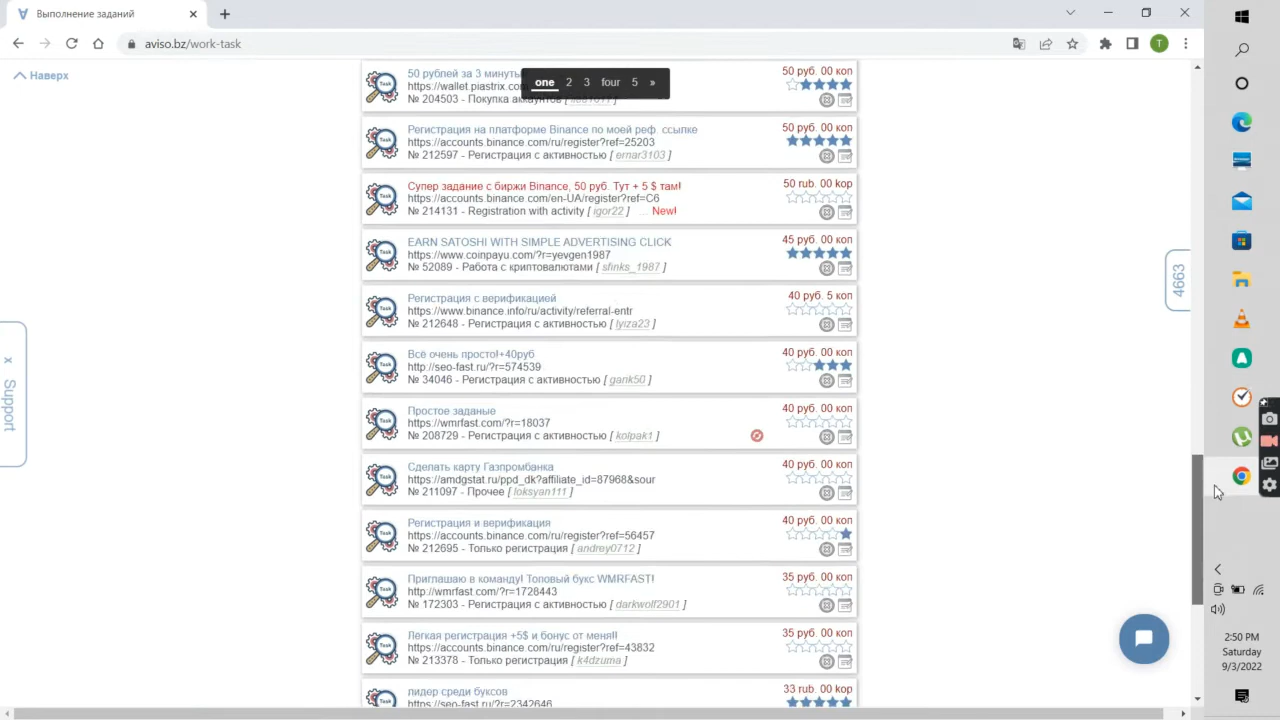 Выполнение заданий
aviso.bz/work-task
Наверх
one 2 3 four 5 »
50 рублей за 3 минуты
50 руб. 00 коп
https://wallet.piastrix.com
№ 204503 - Покупка аккаунтов [
Регистрация на платформе Binance по моей реф. ссылке
50 руб. 00 коп
https://accounts.binance.com/ru/register?ref=25203
№ 212597 - Регистрация с активностью [ ernar3103 ]
Супер задание с биржи Binance, 50 руб. Тут + 5 $ там!
50 rub. 00 kop
https://accounts.binance.com/en-UA/register?ref=C6
№ 214131 - Registration with activity [ igor22 ] ... New!
EARN SATOSHI WITH SIMPLE ADVERTISING CLICK
45 руб. 00 коп
https://www.compayu.com/?r=yevgen1987
№ 52089 - Работа с криптовалютами [ sfinks_1987 ]
Регистрация с верификацией
40 руб. 5 коп
https://www.binance.info/ru/activity/referral-entr
№ 212648 - Регистрация с активностью [ lyiza23 ]
Всё очень просто!+40руб
40 руб. 00 коп
http://seo-fast.ru/?r=574539
№ 34046 - Регистрация с активностью [ garik50 ]
Простое заданые
40 руб. 00 коп
https://wmrfast.com/?r=18037
№ 208729 - Регистрация с активностью [ kolpak1 ]
Сделать карту Газпромбанка
40 руб. 00 коп
https://amdgstat.ru/ppd_dk?affiliate_id=87968&sour
№ 211097 - Прочее [ loksyan111 ]
Регистрация и верификация
40 руб. 00 коп
https://accounts.binance.com/ru/register?ref=56457
№ 212695 - Только регистрация [ andrey0712 ]
Приглашаю в команду! Топовый букс WMRFAST!
35 руб. 00 коп
http://wmrfast.com/?r=1728443
№ 172303 - Регистрация с активностью [ darkwolf2901 ]
Лёгкая регистрация +5$ и бонус от меня!!
35 руб. 00 коп
https://accounts.binance.com/ru/register?ref=43832
№ 213378 - Только регистрация [ k4dzuma ]
лидер среди буксов
33 rub. 00 kop
https://seo-fast.ru/?r=2342646
x Support
4663
T
Task
2:50 PM
Saturday
9/3/2022